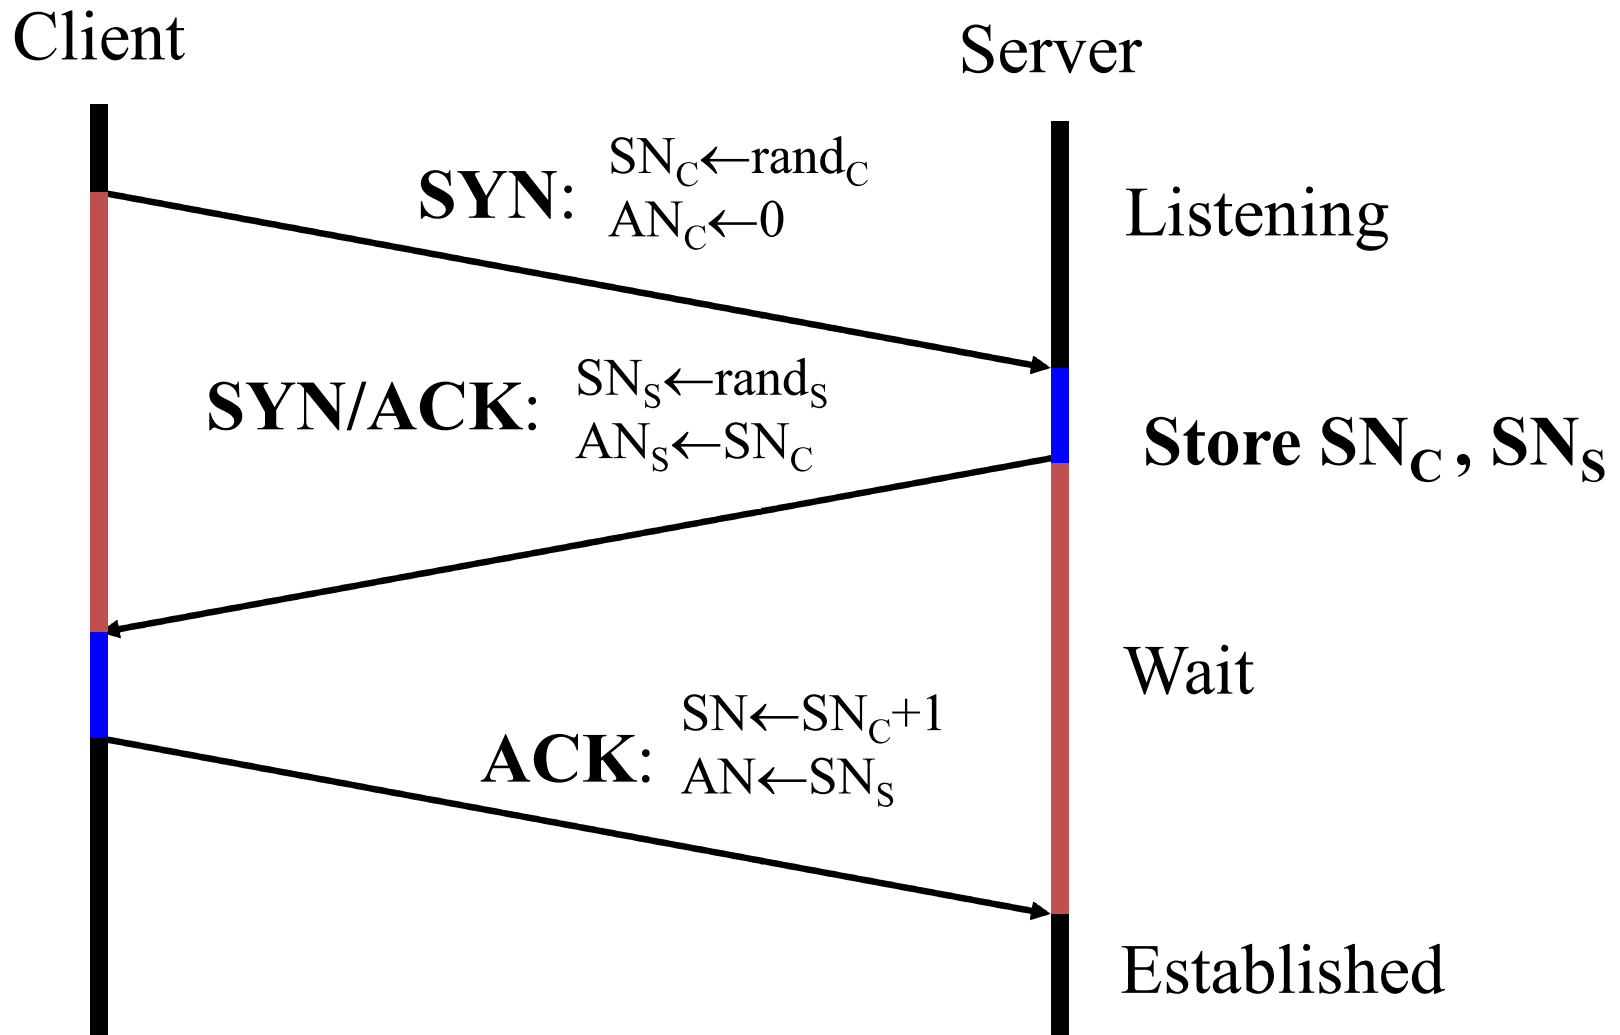 Client
Server
SYN: SN_C←rand_C
AN_C←0
Listening
SYN/ACK: SN_S←rand_S
AN_S←SN_C
Store SN_C , SN_S
Wait
ACK: SN←SN_C+1
AN←SN_S
Established